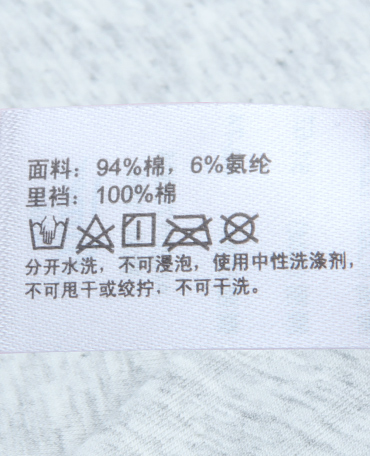 面料：94%棉，6%氨纶
里裆：100%棉
分开水洗，不可浸泡，使用中性洗涤剂，
不可甩干或绞拧．不可干洗。